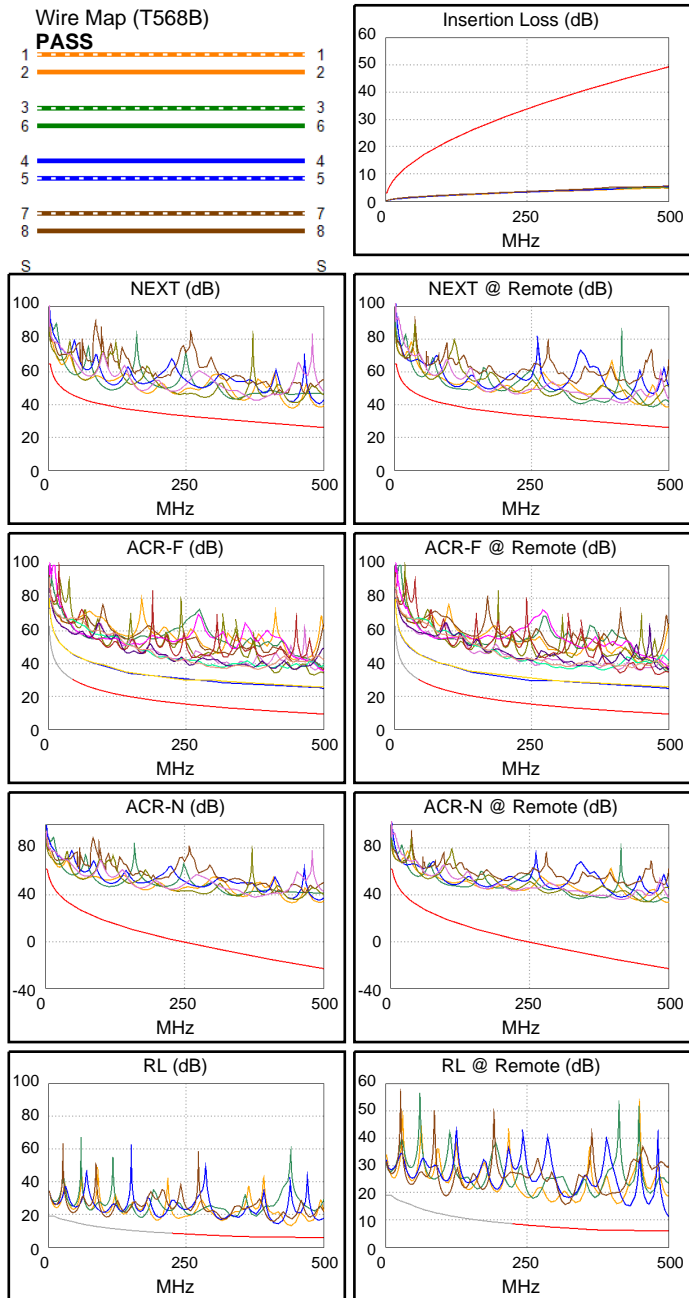 Wire Map (T568B)
PASS
1 1
2 2
3 3
6 6
4 4
5 5
7 7
8 8
S S
Insertion Loss (dB)
60
50
40
30
20
10
0
250
500
MHz
NEXT (dB)
100
80
60
40
20
0
0 250 500
MHz
NEXT @ Remote (dB)
100
80
60
40
20
0
0 250 500
MHz
ACR-F (dB)
100
80
60
40
20
0
0 250 500
MHz
ACR-F @ Remote (dB)
100
80
60
40
20
0
0 250 500
MHz
ACR-N (dB)
80
40
0
-40
0 250 500
MHz
ACR-N @ Remote (dB)
80
40
0
-40
0 250 500
MHz
RL (dB)
100
80
60
40
20
0
0 250 500
MHz
RL @ Remote (dB)
60
50
40
30
20
10
0
0 250 500
MHz